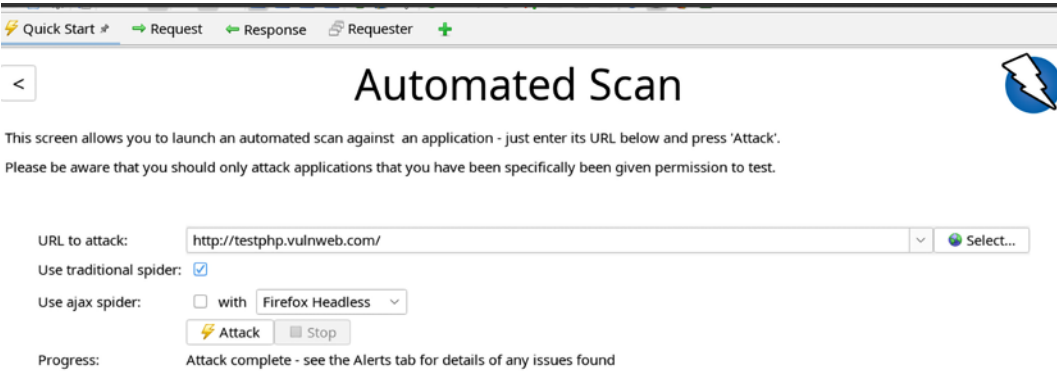 Quick Start Request Response Requester
<
Automated Scan
This screen allows you to launch an automated scan against an application - just enter its URL below and press 'Attack'.
Please be aware that you should only attack applications that you have been specifically been given permission to test.
URL to attack: http://testphp.vulnweb.com/ Select...
Use traditional spider:
Use ajax spider: with Firefox Headless
Attack Stop
Progress: Attack complete - see the Alerts tab for details of any issues found